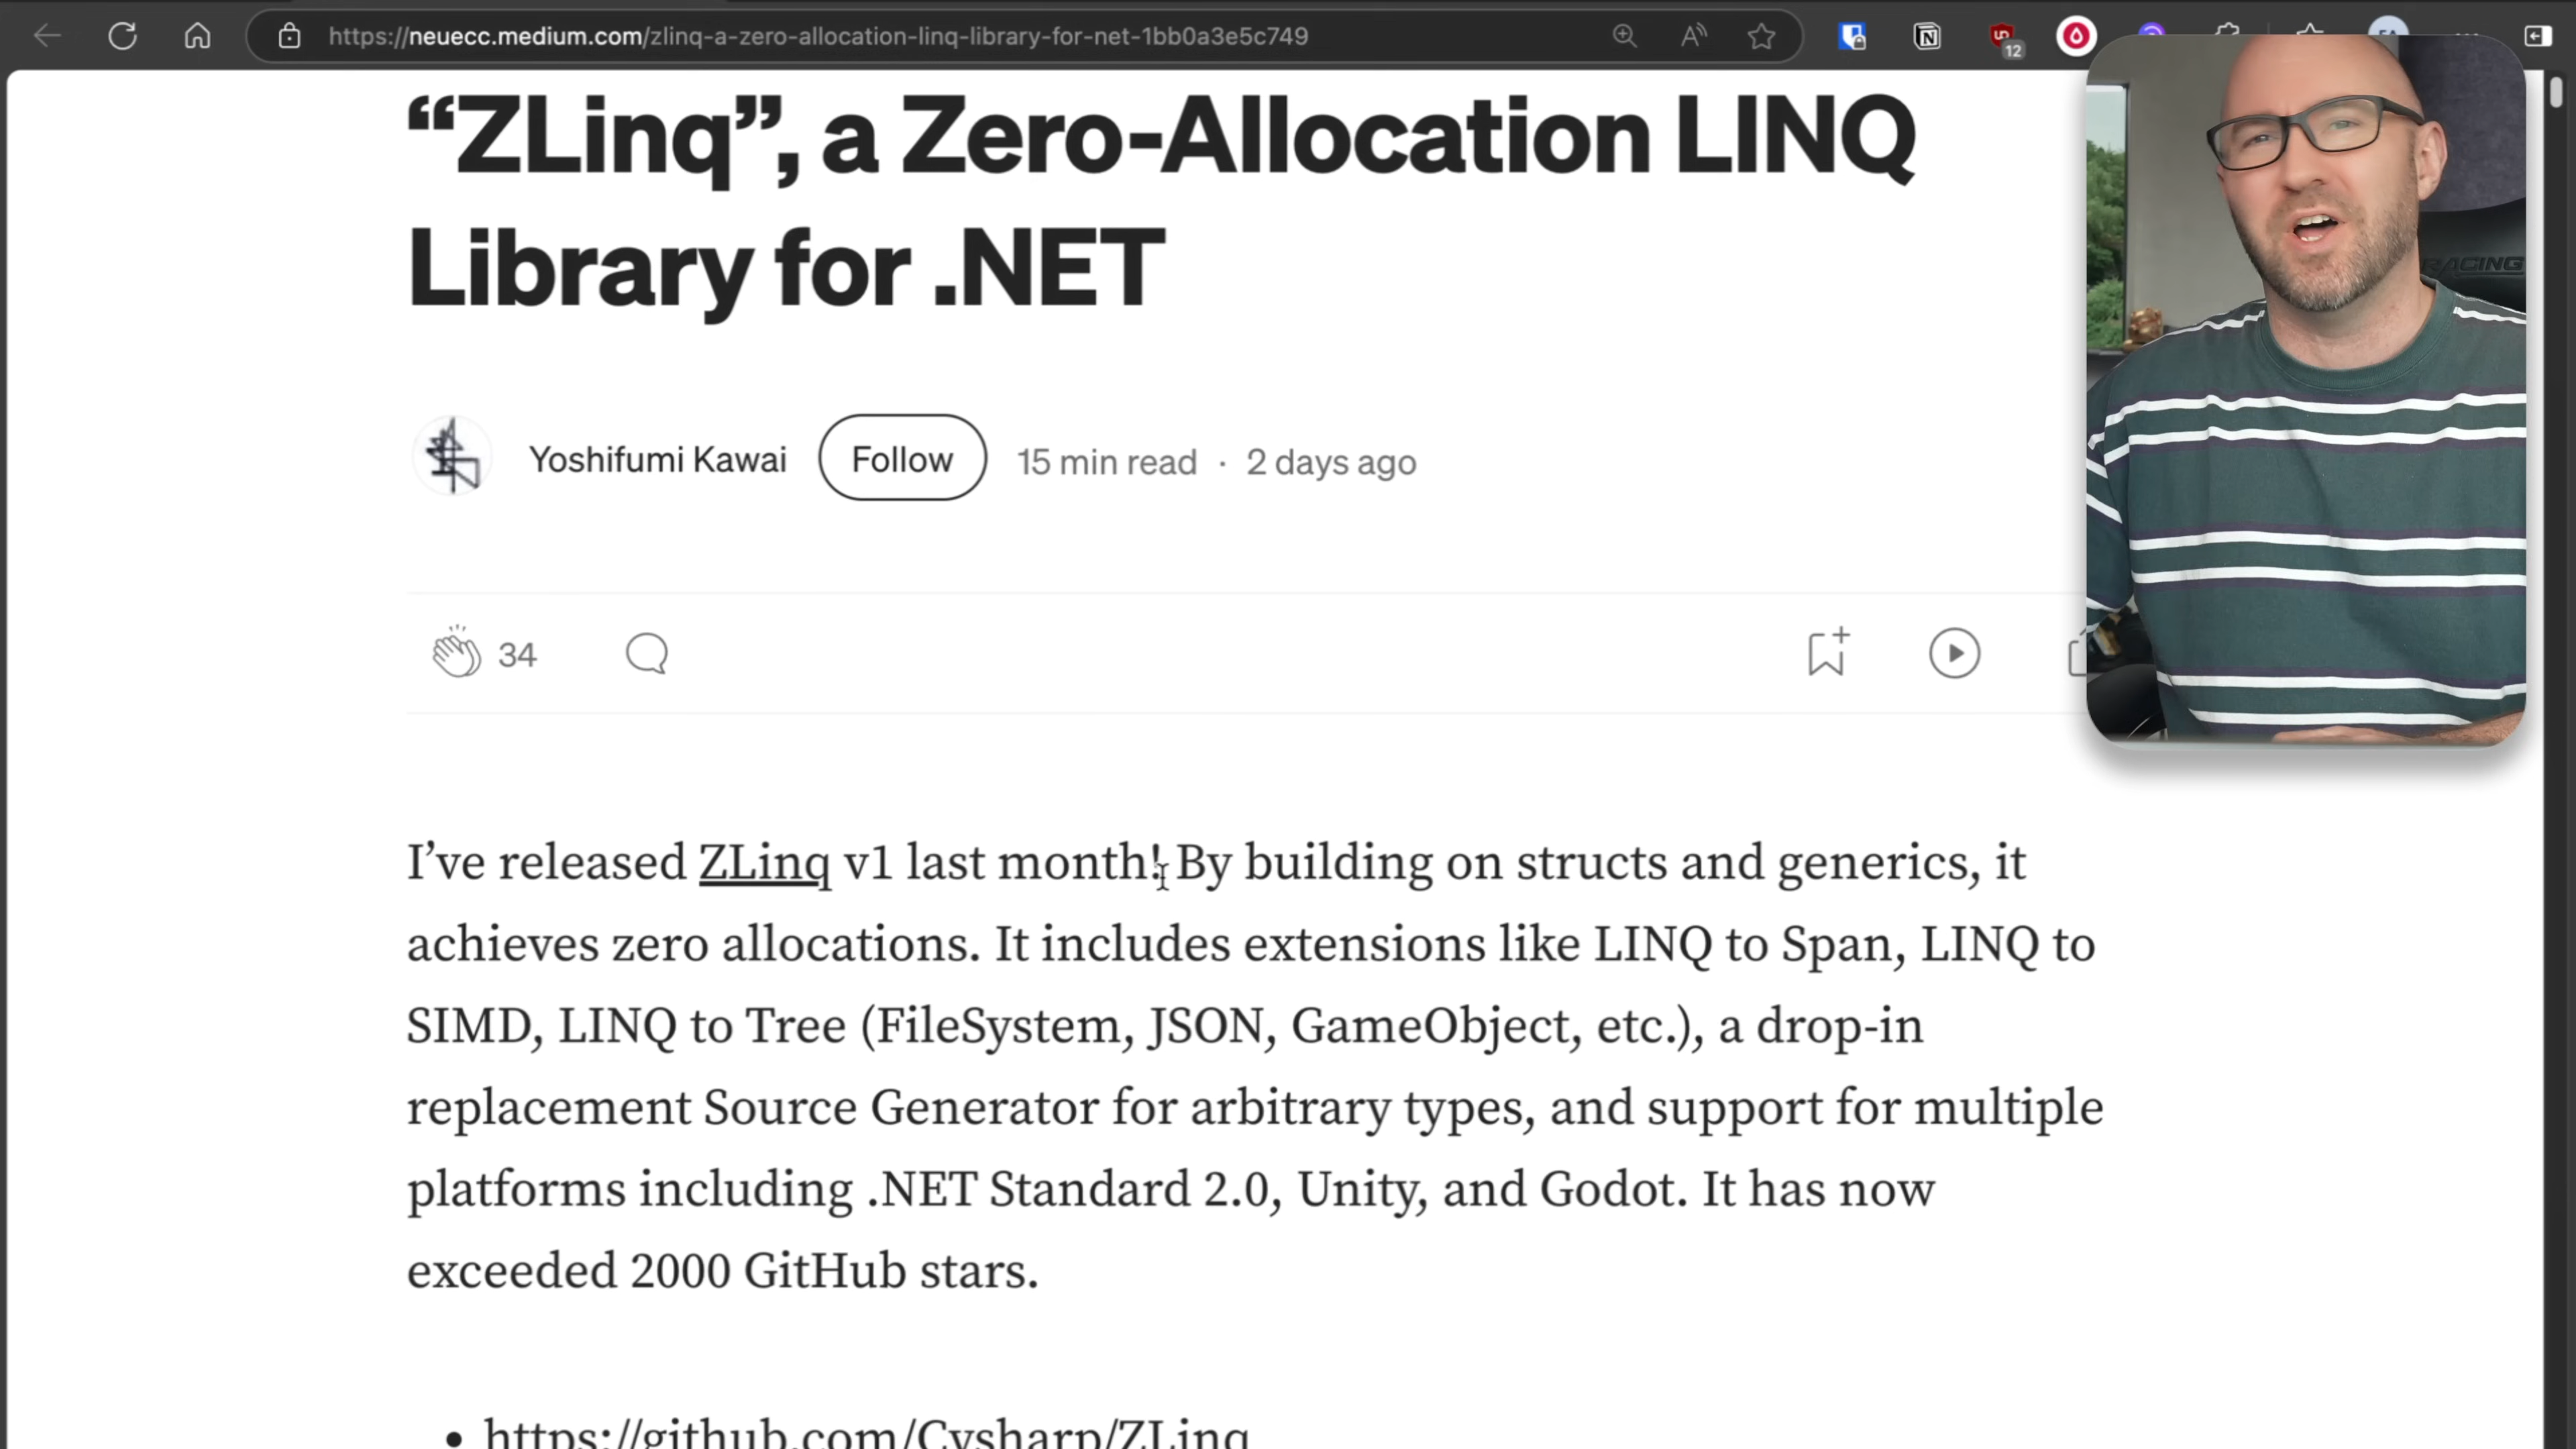 https://neuecc.medium.com/zlinq-a-zero-allocation-linq-library-for-net-1bb0a3e5c749
12
“ZLinq”, a Zero-Allocation LINQ
Library for .NET
RACING
Yoshifumi Kawai
Follow
15 min read · 2 days ago
34
I’ve released ZLinq v1 last month! By building on structs and generics, it
achieves zero allocations. It includes extensions like LINQ to Span, LINQ to
SIMD, LINQ to Tree (FileSystem, JSON, GameObject, etc.), a drop-in
replacement Source Generator for arbitrary types, and support for multiple
platforms including .NET Standard 2.0, Unity, and Godot. It has now
exceeded 2000 GitHub stars.
• https://github.com/Cysharp/ZLinq